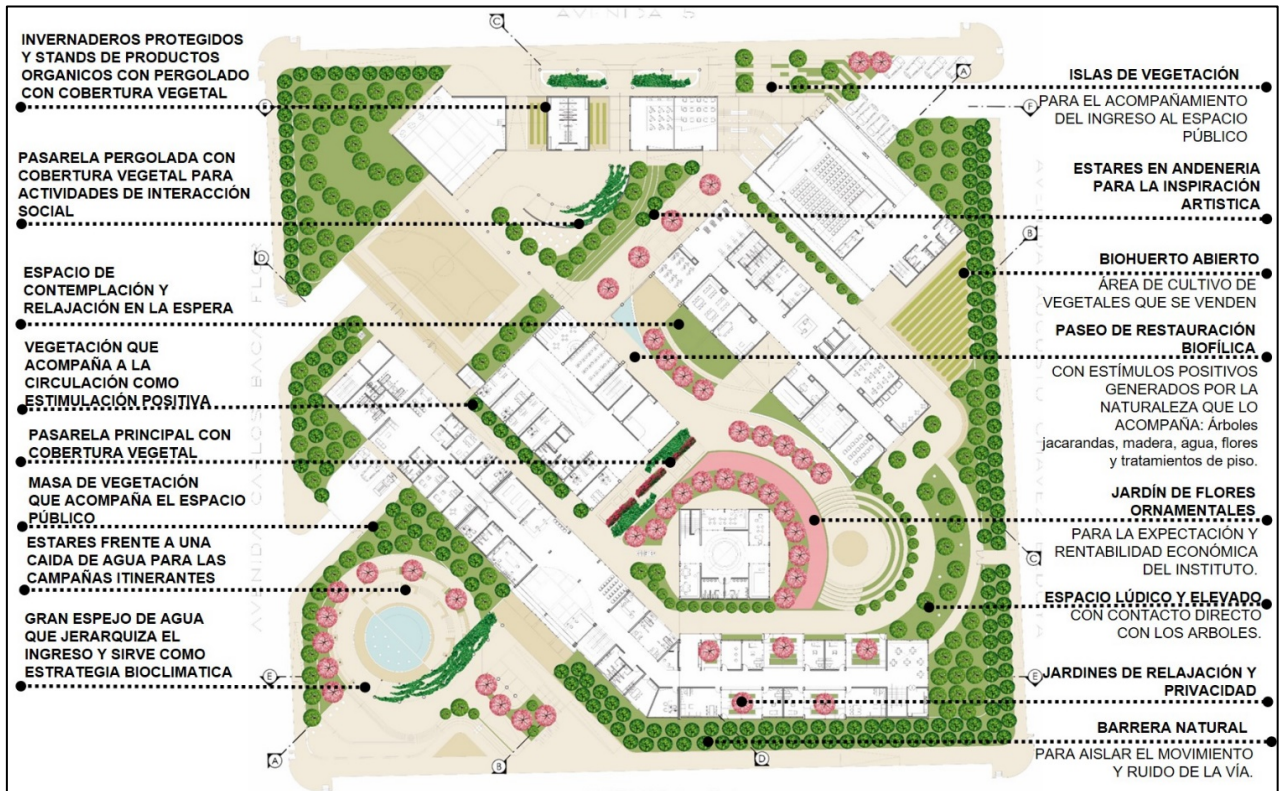 AVENIDA S
INVERNADEROS PROTEGIDOS
Y STANDS DE PRODUCTOS
ORGANICOS CON PERGOLADO
CON COBERTURA VEGETAL
PASARELA PERGOLADA CON
COBERTURA VEGETAL PARA
ACTIVIDADES DE INTERACCIÓN
SOCIAL
ESPACIO DE
CONTEMPLACIÓN Y
RELAJACIÓN EN LA ESPERA
VEGETACIÓN QUE
ACOMPAÑA A LA
CIRCULACIÓN COMO
ESTIMULACIÓN POSITIVA
PASARELA PRINCIPAL CON
COBERTURA VEGETAL
MASA DE VEGETACIÓN
QUE ACOMPAÑA EL ESPACIO
PÚBLICO
ESTARES FRENTE A UNA
CAIDA DE AGUA PARA LAS
CAMPAÑAS ITINERANTES
GRAN ESPEJO DE AGUA
QUE JERARQUIZA EL
INGRESO Y SIRVE COMO
ESTRATEGIA BIOCLIMATICA
AVENIDA CARLOS BACA FLOR
C
F
D
E
A
B
D
A
F
B
C
E
ISLAS DE VEGETACIÓN
PARA EL ACOMPAÑAMIENTO
DEL INGRESO AL ESPACIO
PÚBLICO
ESTARES EN ANDENERIA
PARA LA INSPIRACIÓN
ARTISTICA
BIOHUERTO ABIERTO
ÁREA DE CULTIVO DE
VEGETALES QUE SE VENDEN
PASEO DE RESTAURACIÓN
BIOFÍLICA
CON ESTÍMULOS POSITIVOS
GENERADOS POR LA
NATURALEZA QUE LO
ACOMPAÑA: Árboles
jacarandas, madera, agua, flores
y tratamientos de piso.
JARDÍN DE FLORES
ORNAMENTALES
PARA LA EXPECTACIÓN Y
RENTABILIDAD ECONÓMICA
DEL INSTITUTO.
ESPACIO LÚDICO Y ELEVADO
CON CONTACTO DIRECTO
CON LOS ARBOLES.
JARDINES DE RELAJACIÓN Y
PRIVACIDAD
BARRERA NATURAL
PARA AISLAR EL MOVIMIENTO
Y RUIDO DE LA VÍA.